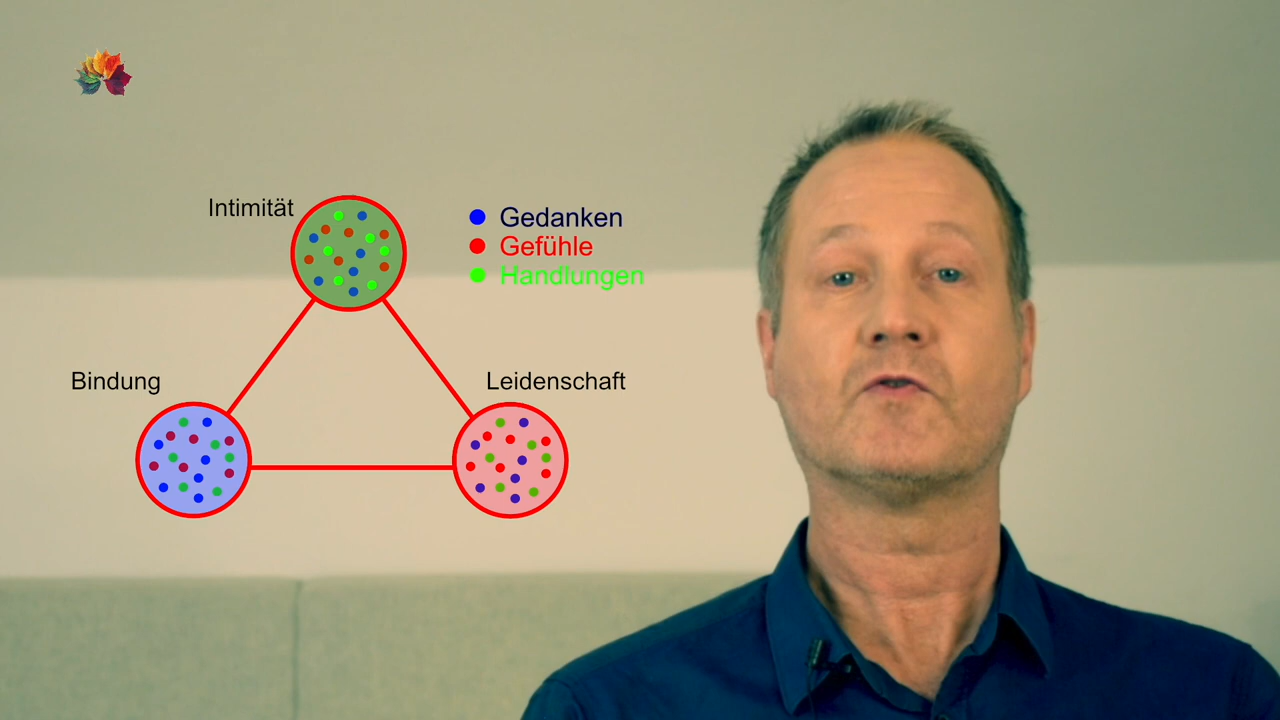 Intimität
Gedanken
Gefühle
Handlungen
Bindung
Leidenschaft